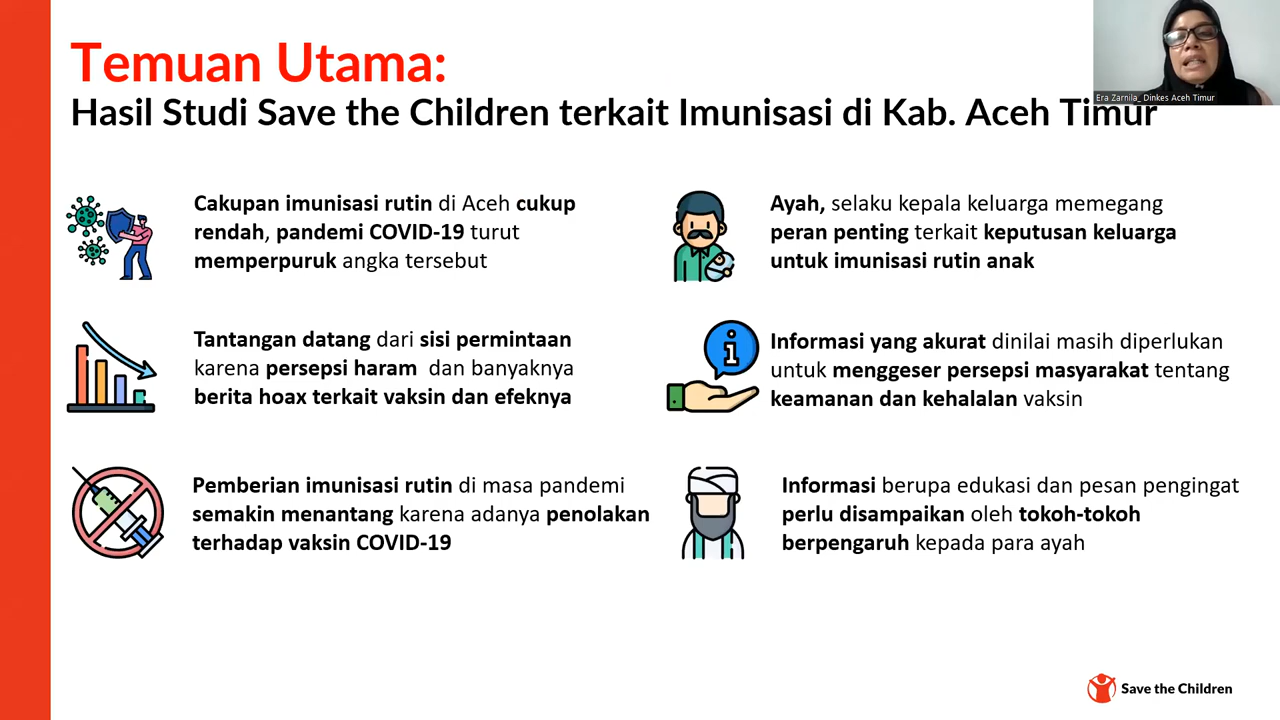 Temuan Utama:
Hasil Studi Save the Children terkait Imunisasi di Kab. Aceh Timur
Era Zarnila_ Dinkes Aceh Timur
Cakupan imunisasi rutin di Aceh cukup
rendah, pandemi COVID-19 turut
memperpuruk angka tersebut
Tantangan datang dari sisi permintaan
karena persepsi haram dan banyaknya
berita hoax terkait vaksin dan efeknya
Pemberian imunisasi rutin di masa pandemi
semakin menantang karena adanya penolakan
terhadap vaksin COVID-19
Ayah, selaku kepala keluarga memegang
peran penting terkait keputusan keluarga
untuk imunisasi rutin anak
Informasi yang akurat dinilai masih diperlukan
untuk menggeser persepsi masyarakat tentang
keamanan dan kehalalan vaksin
Informasi berupa edukasi dan pesan pengingat
perlu disampaikan oleh tokoh-tokoh
berpengaruh kepada para ayah
Save the Children